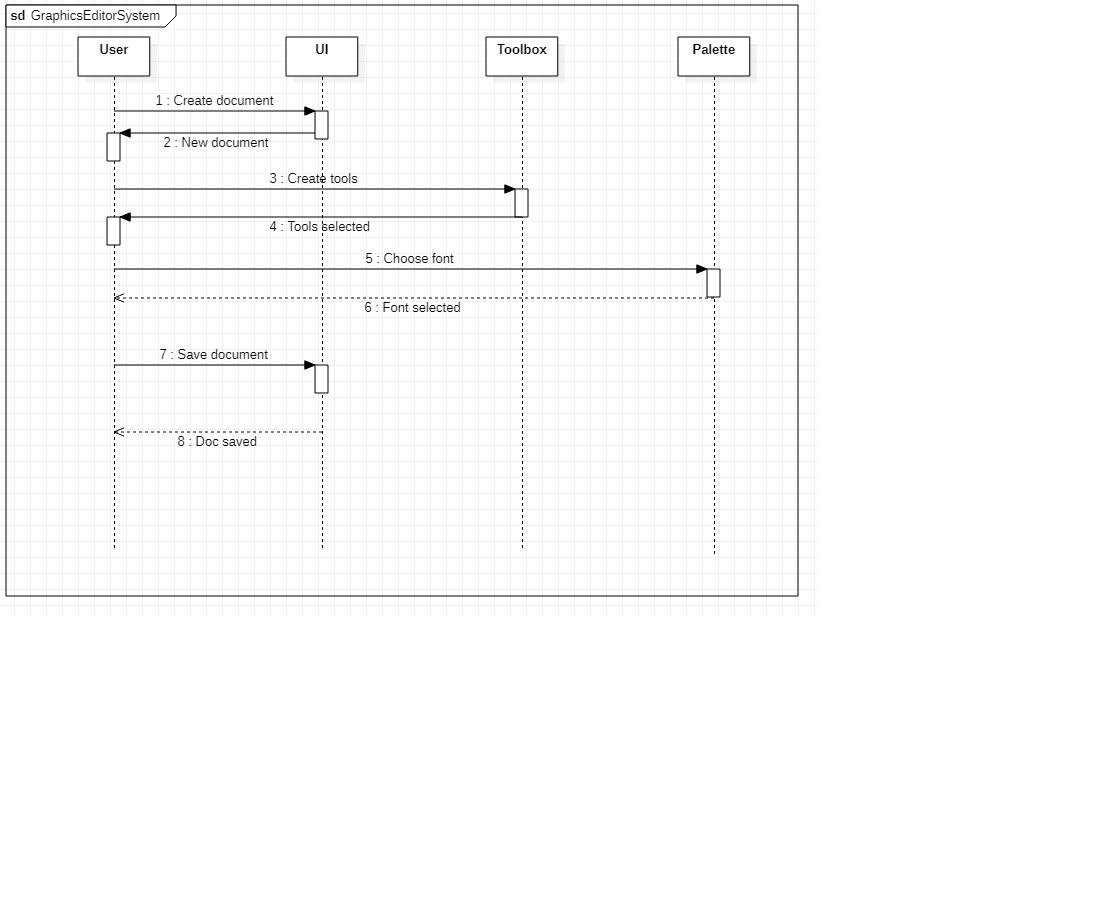 sd GraphicsEditorSystem
User
UI
Toolbox
Palette
1 : Create document
2 : New document
3 : Create tools
4 : Tools selected
5 : Choose font
6 : Font selected
7 : Save document
8 : Doc saved